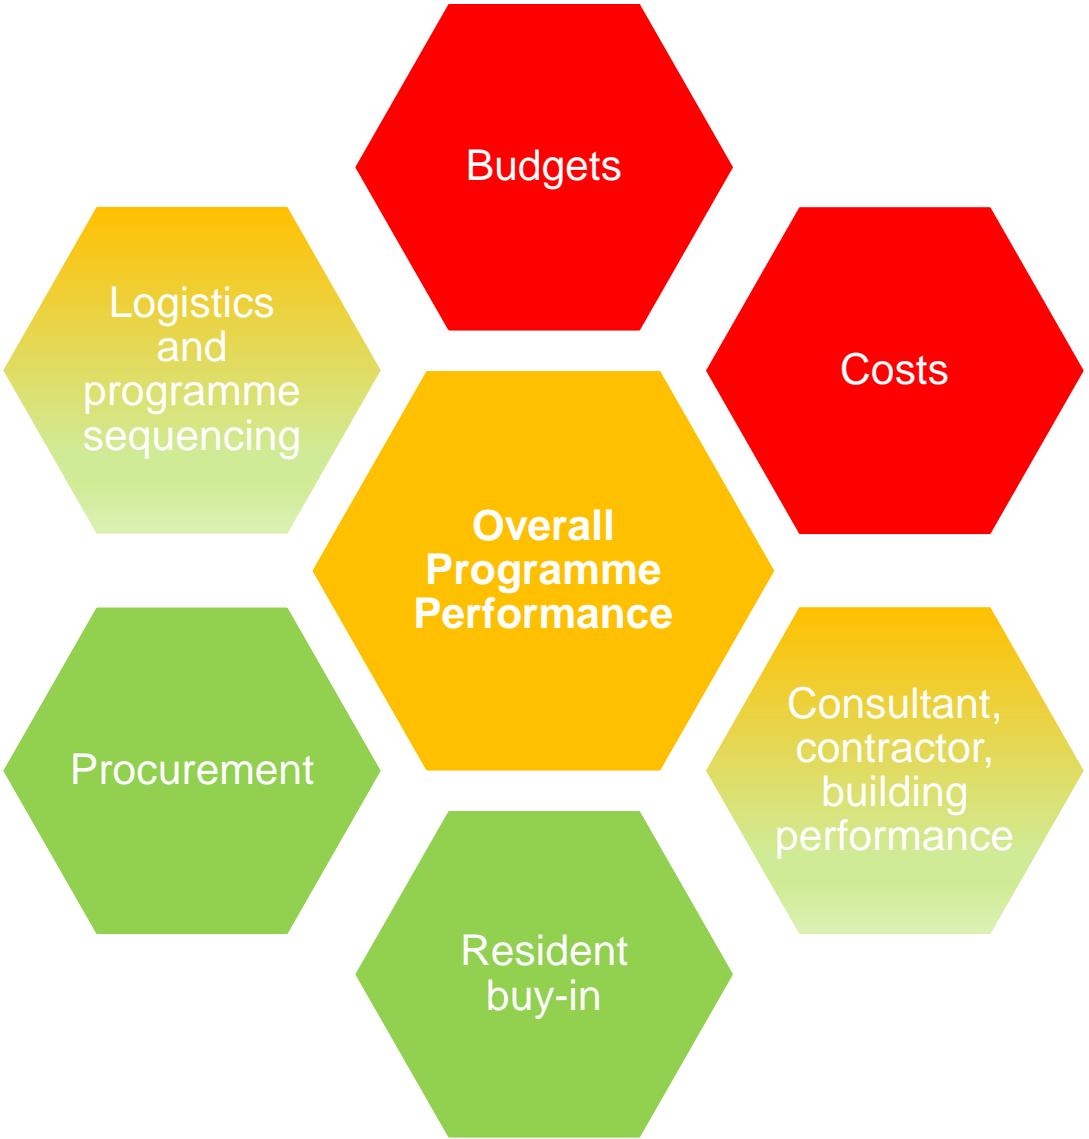 Budgets
Costs
Logistics
and
programme
sequencing
Overall
Programme
Performance
Consultant,
contractor,
building
performance
Procurement
Resident
buy-in